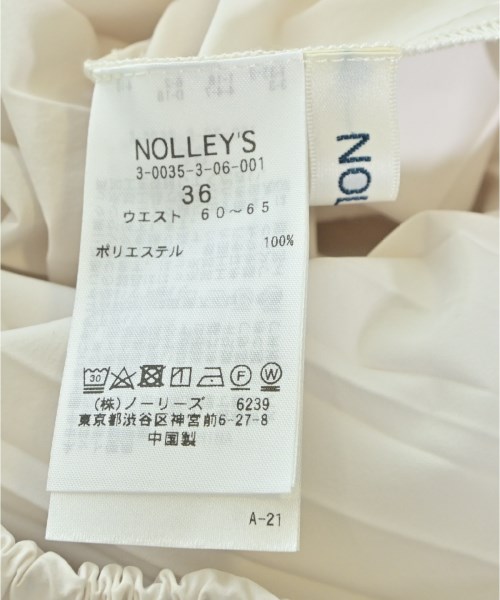 NOLLEY'S
3-0035-3-06-001
36
ウエスト 60～65
ポリエステル 100%
30 F W
(株)ノーリーズ 6239
東京都渋谷区神宮前6-27-8
中国製
A-21